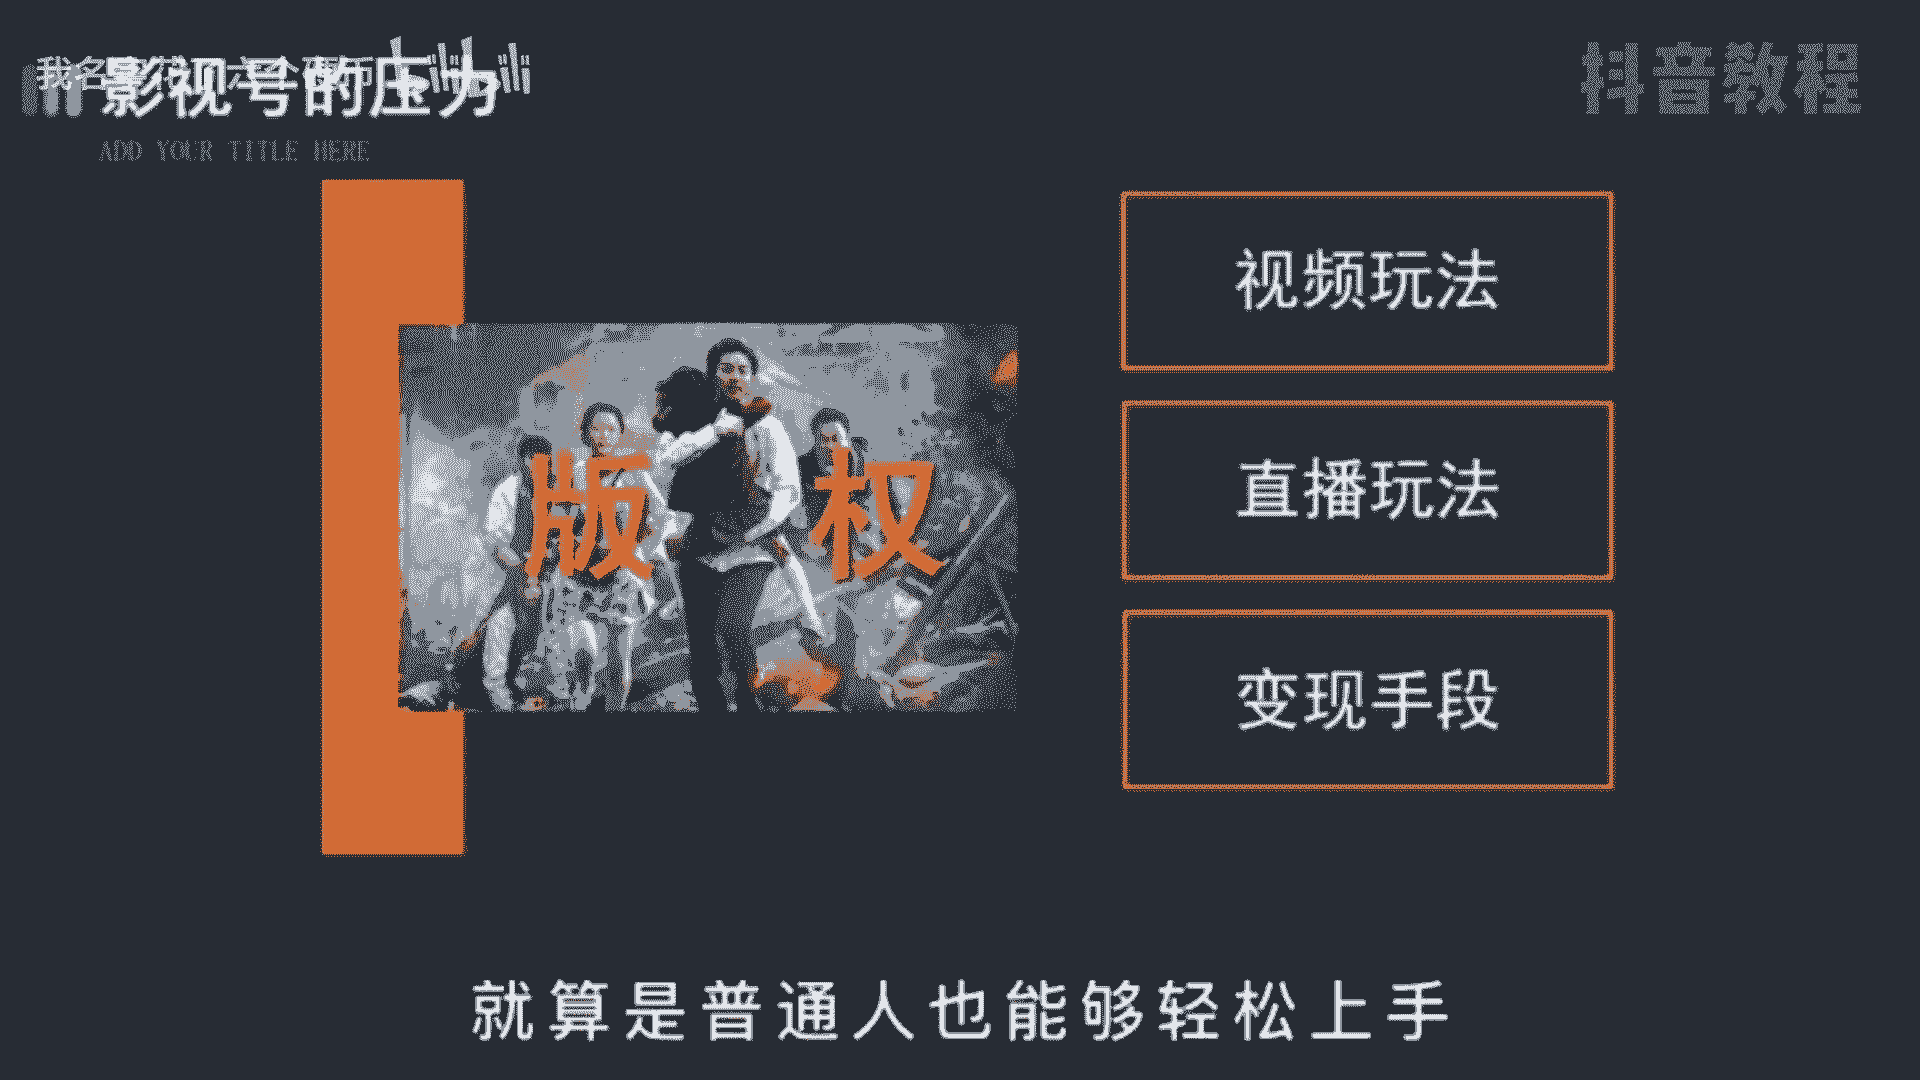 影视号的压力
抖音教程
ADD YOUR TITLE HERE
版权
视频玩法
直播玩法
变现手段
就算是普通人也能够轻松上手